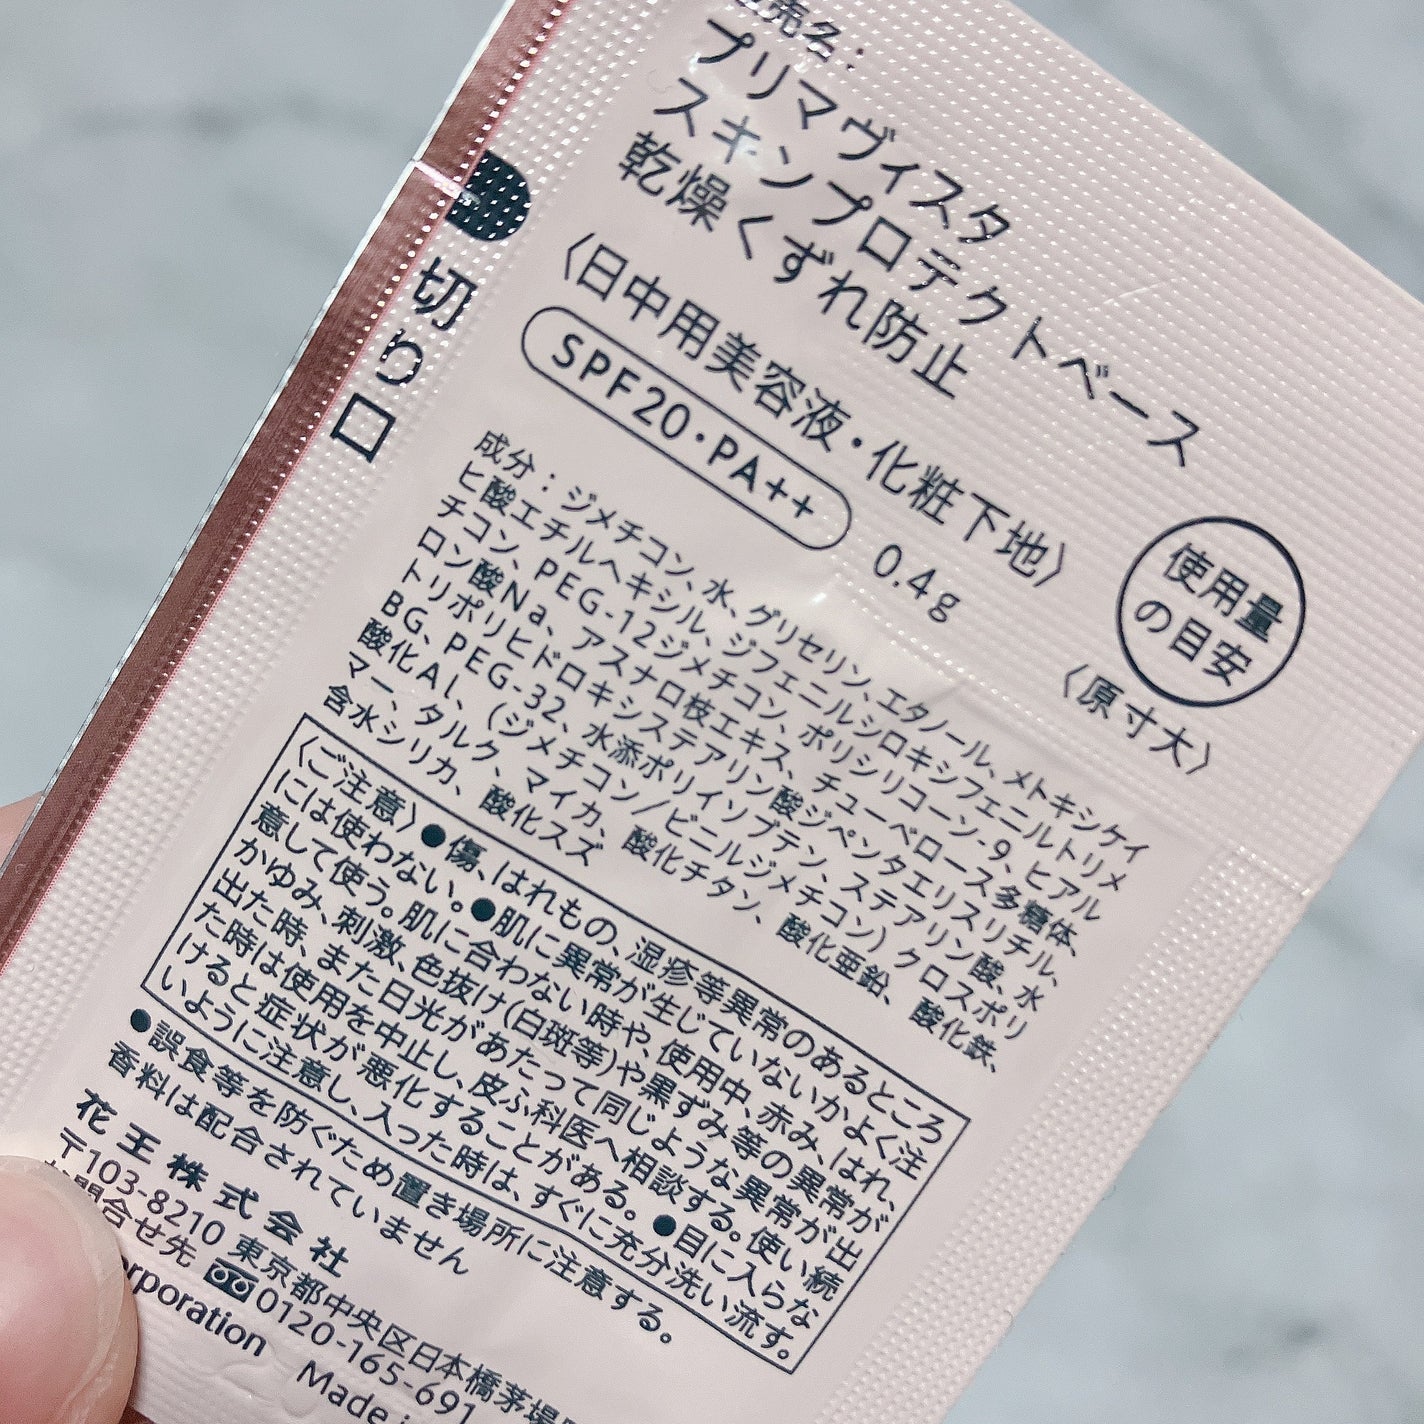 販売名：
プリマヴィスタ
スキンプロテクトベース
乾燥くずれ防止
〈日中用美容液・化粧下地〉
SPF20・PA++ 0.4g
使用量
の目安
〈原寸大〉
切り口
成分：ジメチコン、水、グリセリン、エタノール、メトキシケイ
ヒ酸エチルヘキシル、ジフェニルシロキシフェニルトリメ
チコン、PEG-12ジメチコン、ポリシリコーン-9、ヒアル
ロン酸Na、アスナロ枝エキス、チューベロース多糖体、
トリポリヒドロキシステアリン酸ジペンタエリスリチル、
BG、PEG-32、水添ポリイソブテン、ステアリン酸、水
酸化Al、（ジメチコン/ビニルジメチコン）クロスポリ
マー、タルク、マイカ、酸化チタン、酸化亜鉛、酸化鉄、
含水シリカ、酸化スズ
〈ご注意〉●傷、はれもの、湿疹等異常のあるところ
には使わない。●肌に異常が生じていないかよく注
意して使う。肌に合わない時や、使用中、赤み、はれ、
かゆみ、刺激、色抜け(白斑等)や黒ずみ等の異常が
出た時、また日光があたって同じような異常が出
た時は使用を中止し、皮ふ科医へ相談する。使い続
けると症状が悪化することがある。●目に入らな
いように注意し、入った時は、すぐに充分洗い流す。
●誤食等を防ぐため置き場所に注意する。
香料は配合されていません
花王株式会社
〒103-8210 東京都中央区日本橋茅場
お問合せ先 0120-165-691
orporation Made